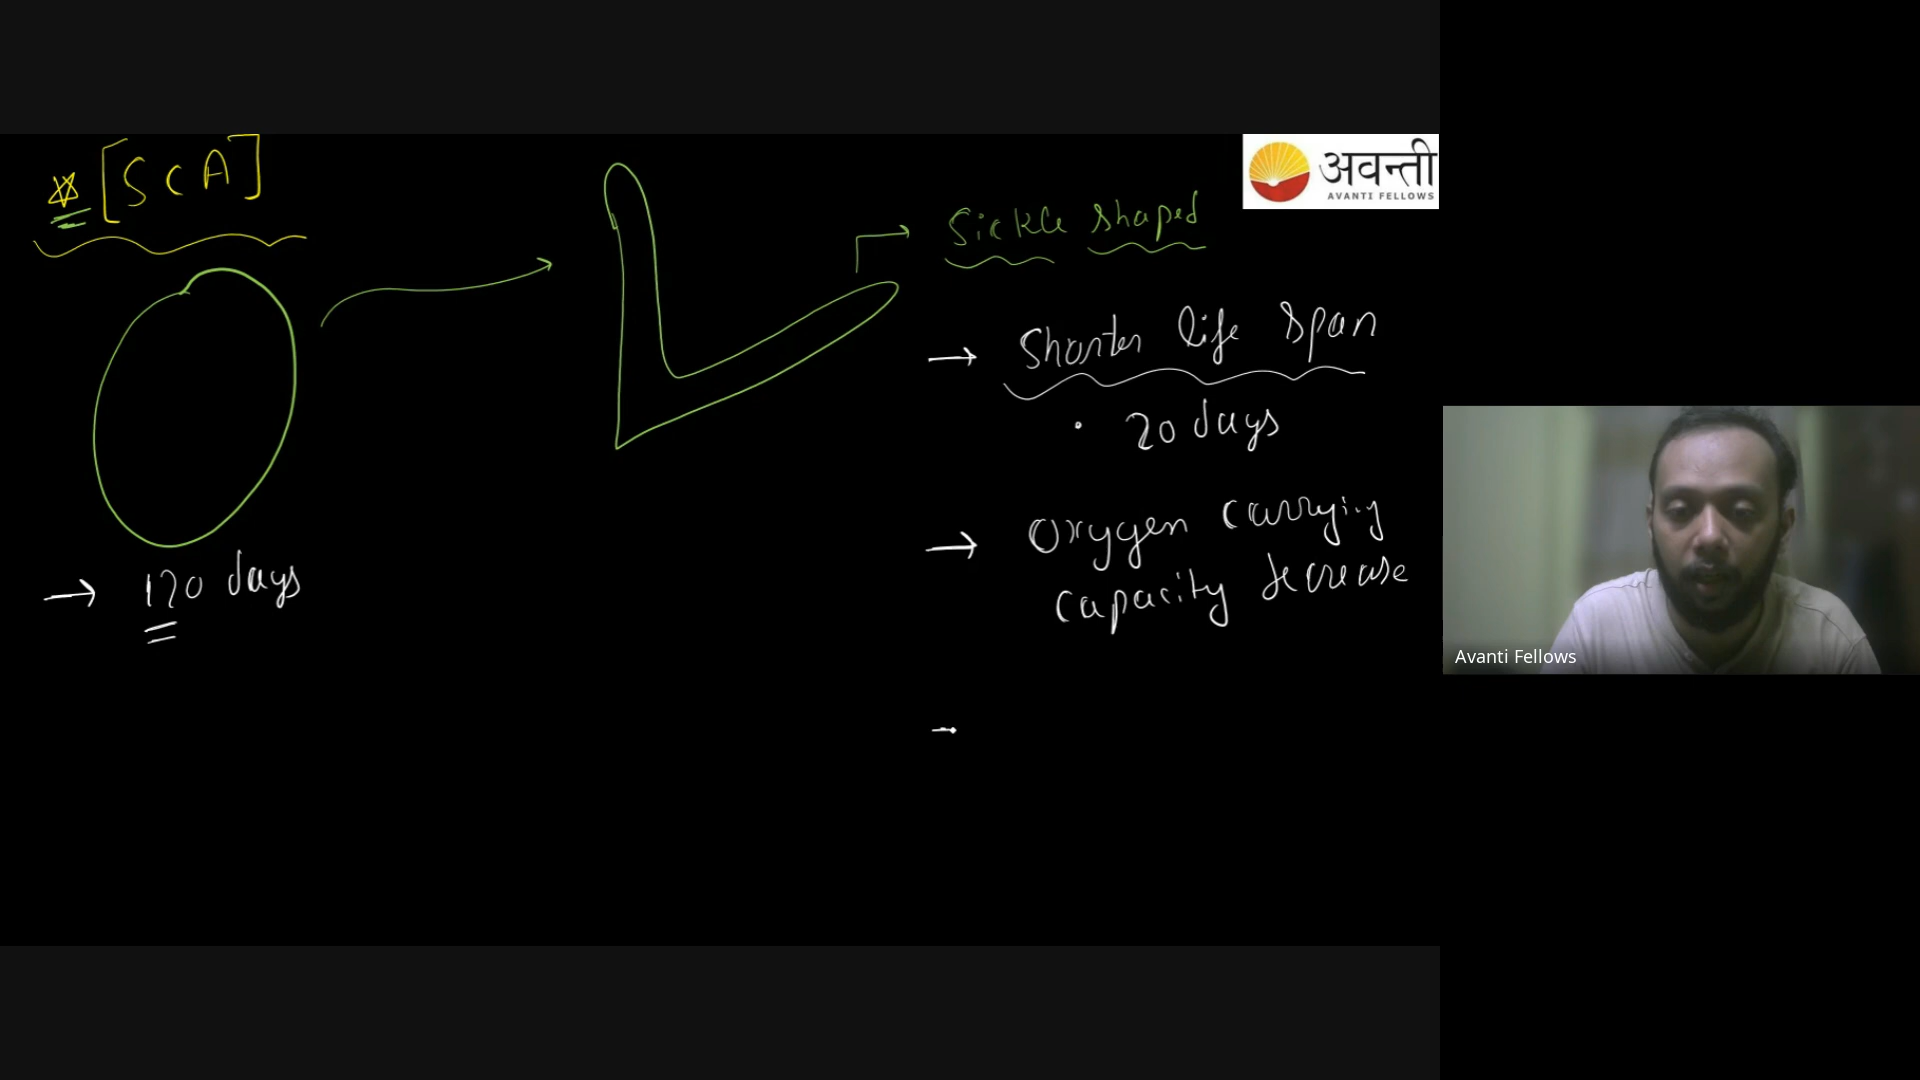 [SCA]
Sickle shaped
अवन्ती
AVANTI FELLOWS
→ Shorter life span
· 20 days
→ Oxygen carrying
capacity decrease
→ 120 days
Avanti Fellows